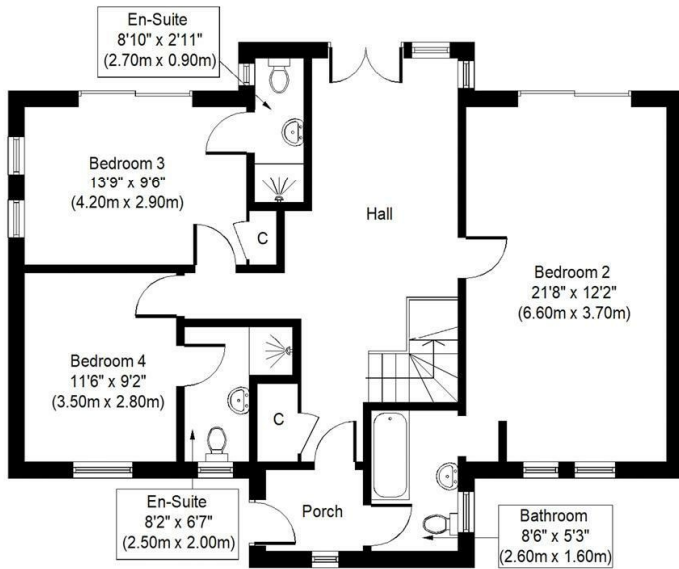 En-Suite
8'10" x 2'11"
(2.70m x 0.90m)
Bedroom 3
13'9" x 9'6"
(4.20m x 2.90m)
C
Hall
Bedroom 2
21'8" x 12'2"
(6.60m x 3.70m)
Bedroom 4
11'6" x 9'2"
(3.50m x 2.80m)
C
En-Suite
8'2" x 6'7"
(2.50m x 2.00m)
Porch
Bathroom
8'6" x 5'3"
(2.60m x 1.60m)